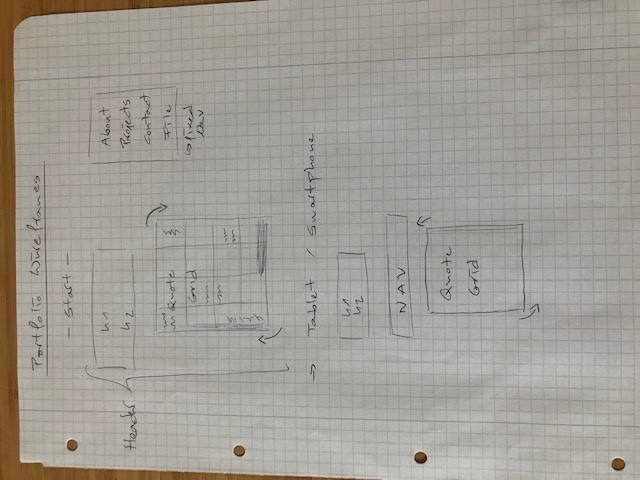 Portfolio Wireframes
- Start -
Header
h1
h2
About
Projects
Contact
File
→ fixed
Nav
Quote
Grid
→ Tablet / Smartphone
h1
h2
NAV
Quote
Grid